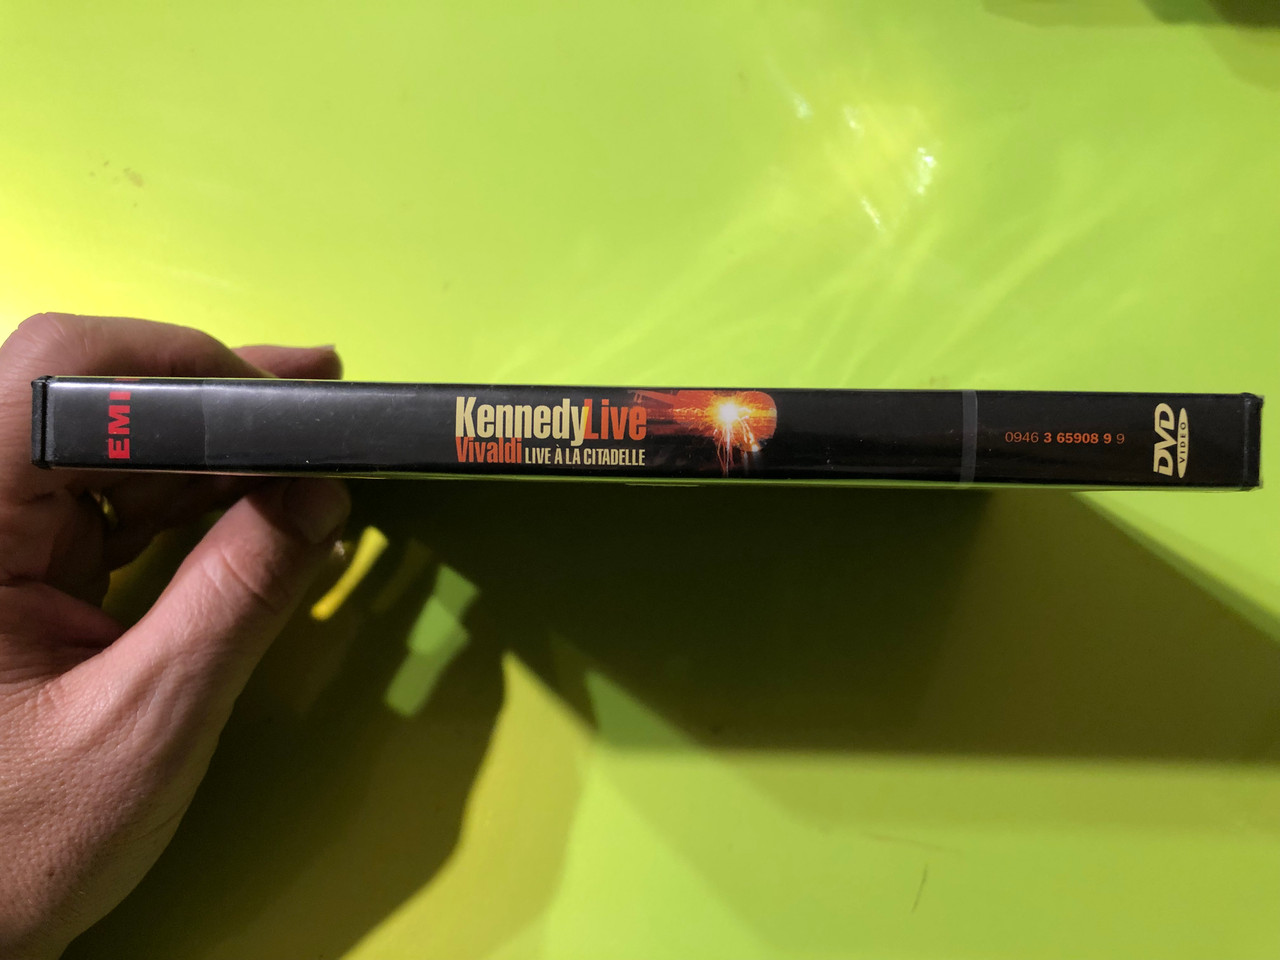 EMI
KennedyLive
Vivaldi LIVE À LA CITADELLE
0946 3 65908 9 9
DVD
VIDEO